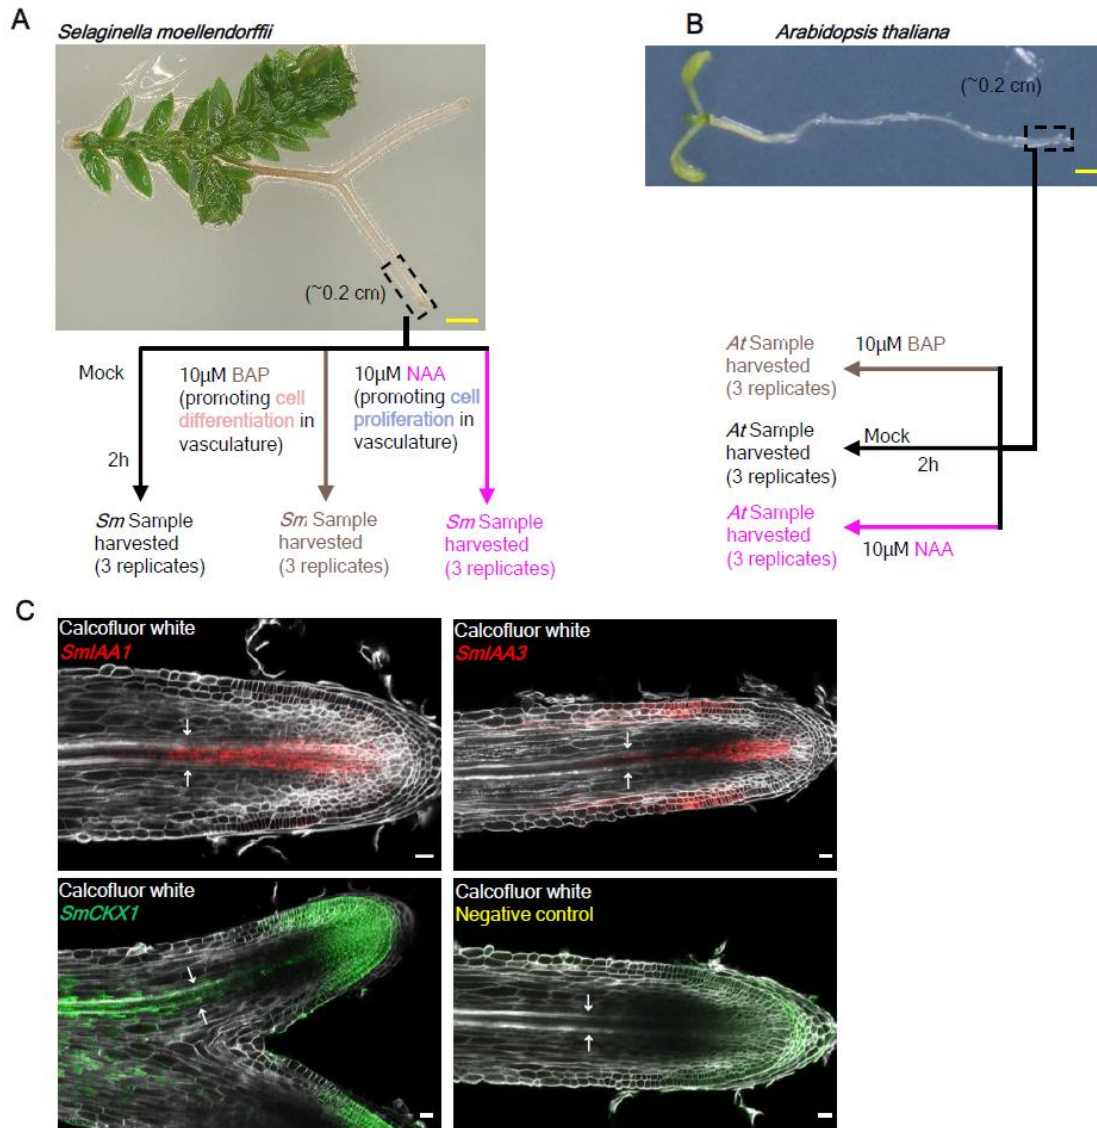 A
Selaginella moellendorffii
(~0.2 cm)
Mock
2h
10µM BAP
(promoting cell
differentiation in
vasculature)
10µM NAA
(promoting cell
proliferation in
vasculature)
Sm Sample
harvested
(3 replicates)
Sm Sample
harvested
(3 replicates)
Sm Sample
harvested
(3 replicates)
B
Arabidopsis thaliana
(~0.2 cm)
At Sample
harvested
(3 replicates)
10µM BAP
At Sample
harvested
(3 replicates)
Mock
2h
At Sample
harvested
(3 replicates)
10µM NAA
C
Calcofluor white
SmIAA1
Calcofluor white
SmIAA3
Calcofluor white
SmCKX1
Calcofluor white
Negative control